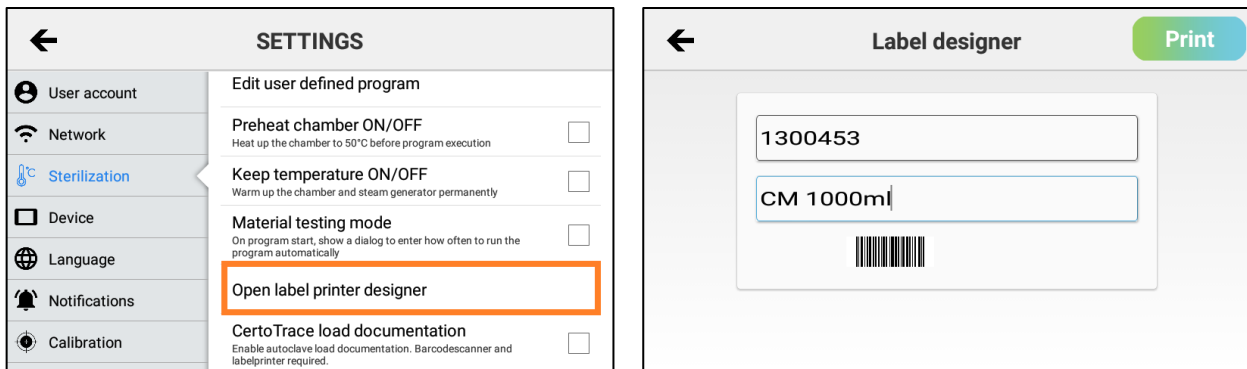 SETTINGS
User account
Network
°C
Sterilization
Device
Language
Notifications
Calibration
Edit user defined program
Preheat chamber ON/OFF
Heat up the chamber to 50°C before program execution
Keep temperature ON/OFF
Warm up the chamber and steam generator permanently
Material testing mode
On program start, show a dialog to enter how often to run the
program automatically
Open label printer designer
CertoTrace load documentation
Enable autoclave load documentation. Barcodescanner and
labelprinter required.
Label designer
Print
1300453
CM 1000ml